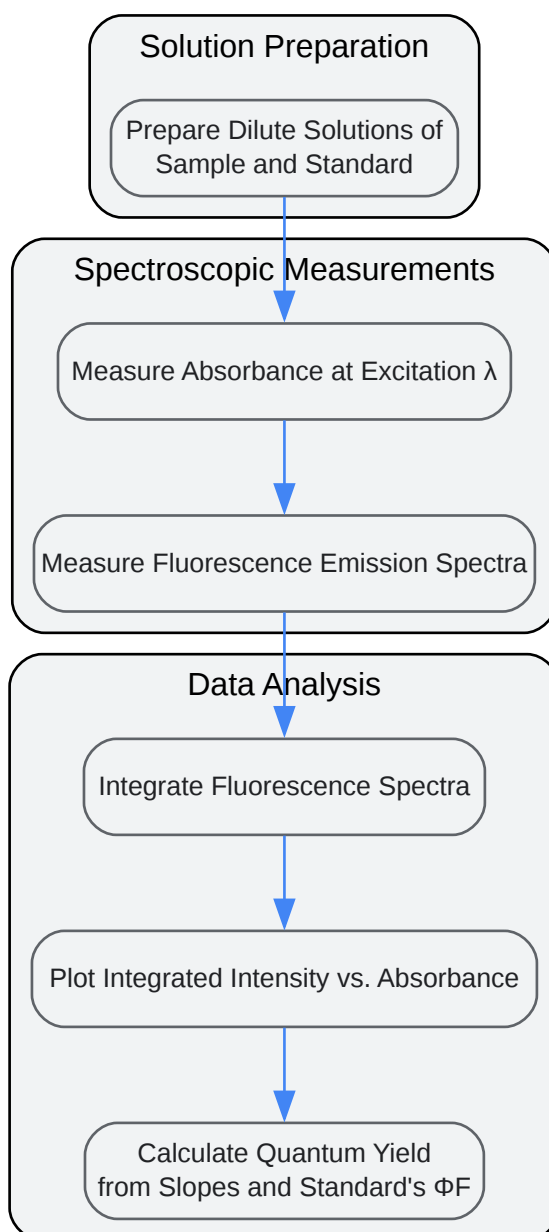 Solution Preparation
Prepare Dilute Solutions of
Sample and Standard
Spectroscopic Measurements
Measure Absorbance at Excitation λ
Measure Fluorescence Emission Spectra
Data Analysis
Integrate Fluorescence Spectra
Plot Integrated Intensity vs. Absorbance
Calculate Quantum Yield
from Slopes and Standard's ΦF